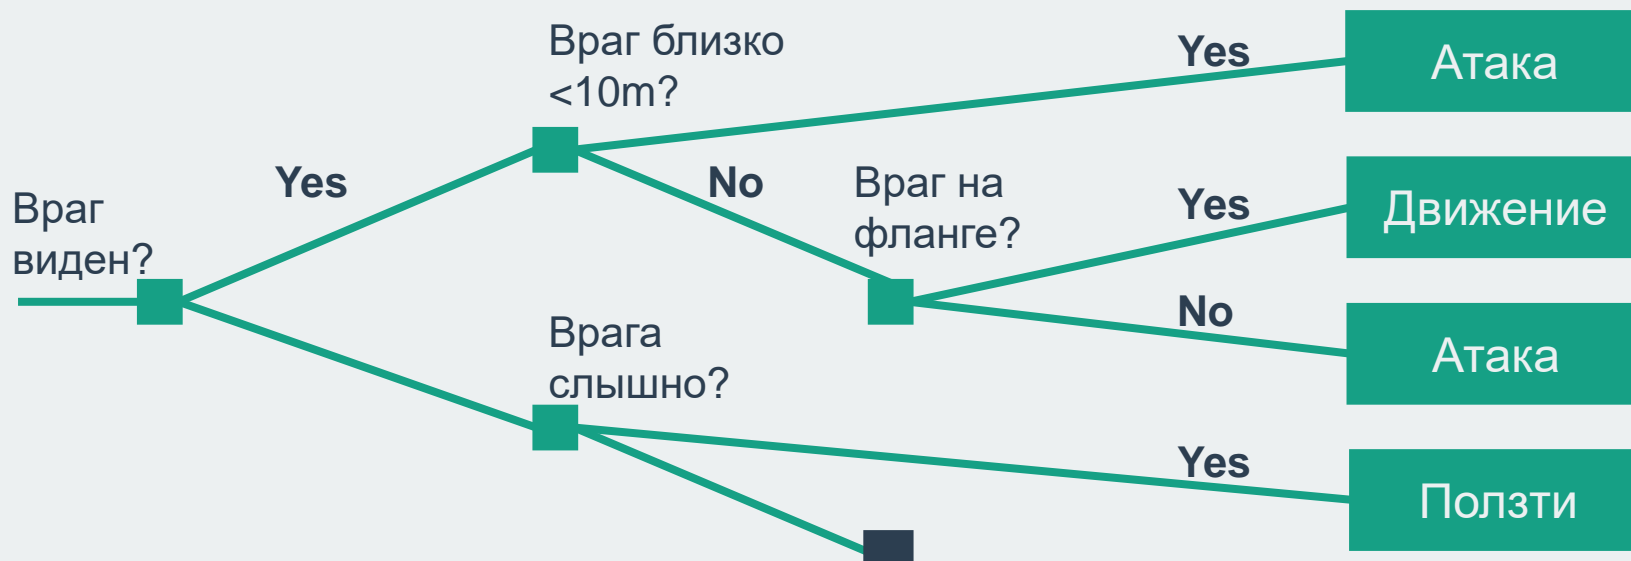 Враг близко
<10m?
Yes
Атака
Yes
No
Враг на
фланге?
Yes
Движение
Враг
виден?
No
Атака
Врага
слышно?
Yes
Ползти